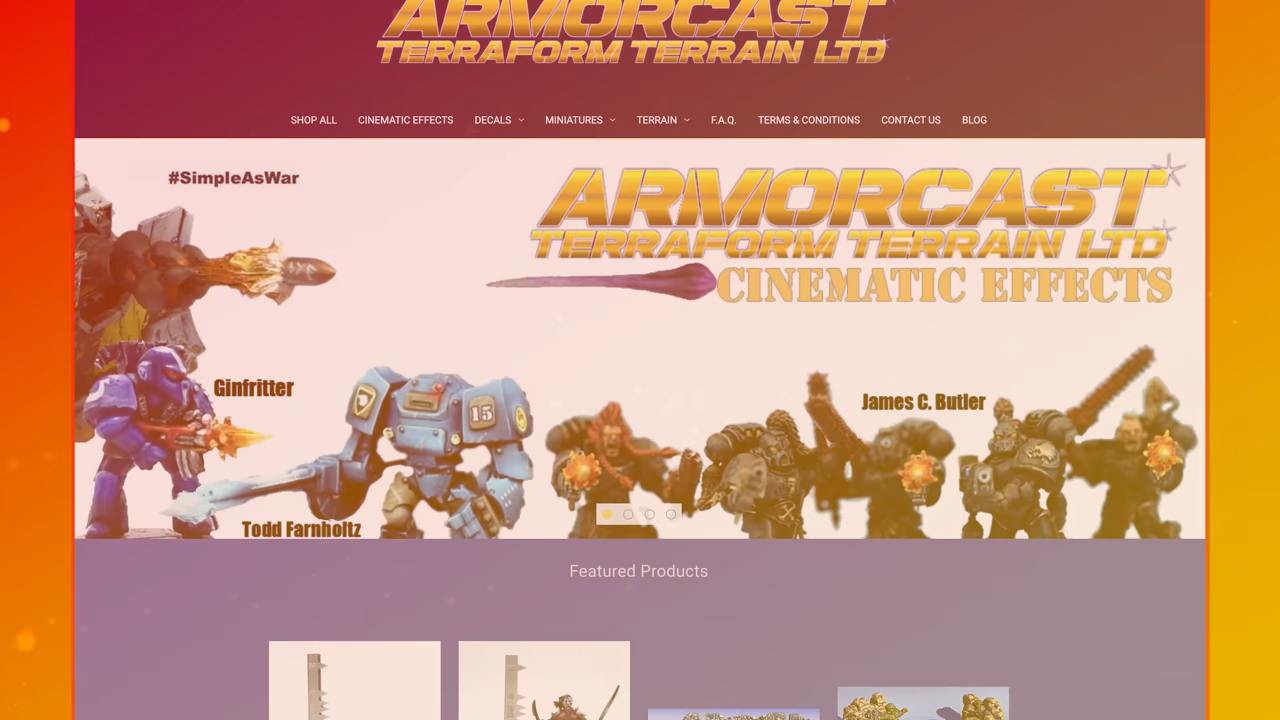 ARMORCAST
TERRAFORM TERRAIN LTD
SHOP ALL CINEMATIC EFFECTS DECALS MINIATURES TERRAIN F.A.Q. TERMS & CONDITIONS CONTACT US BLOG
#SimpleAsWar
ARMORCAST
TERRAFORM TERRAIN LTD
CINEMATIC EFFECTS
Ginfritter
James C. Butler
15
Todd Farnholtz
Featured Products